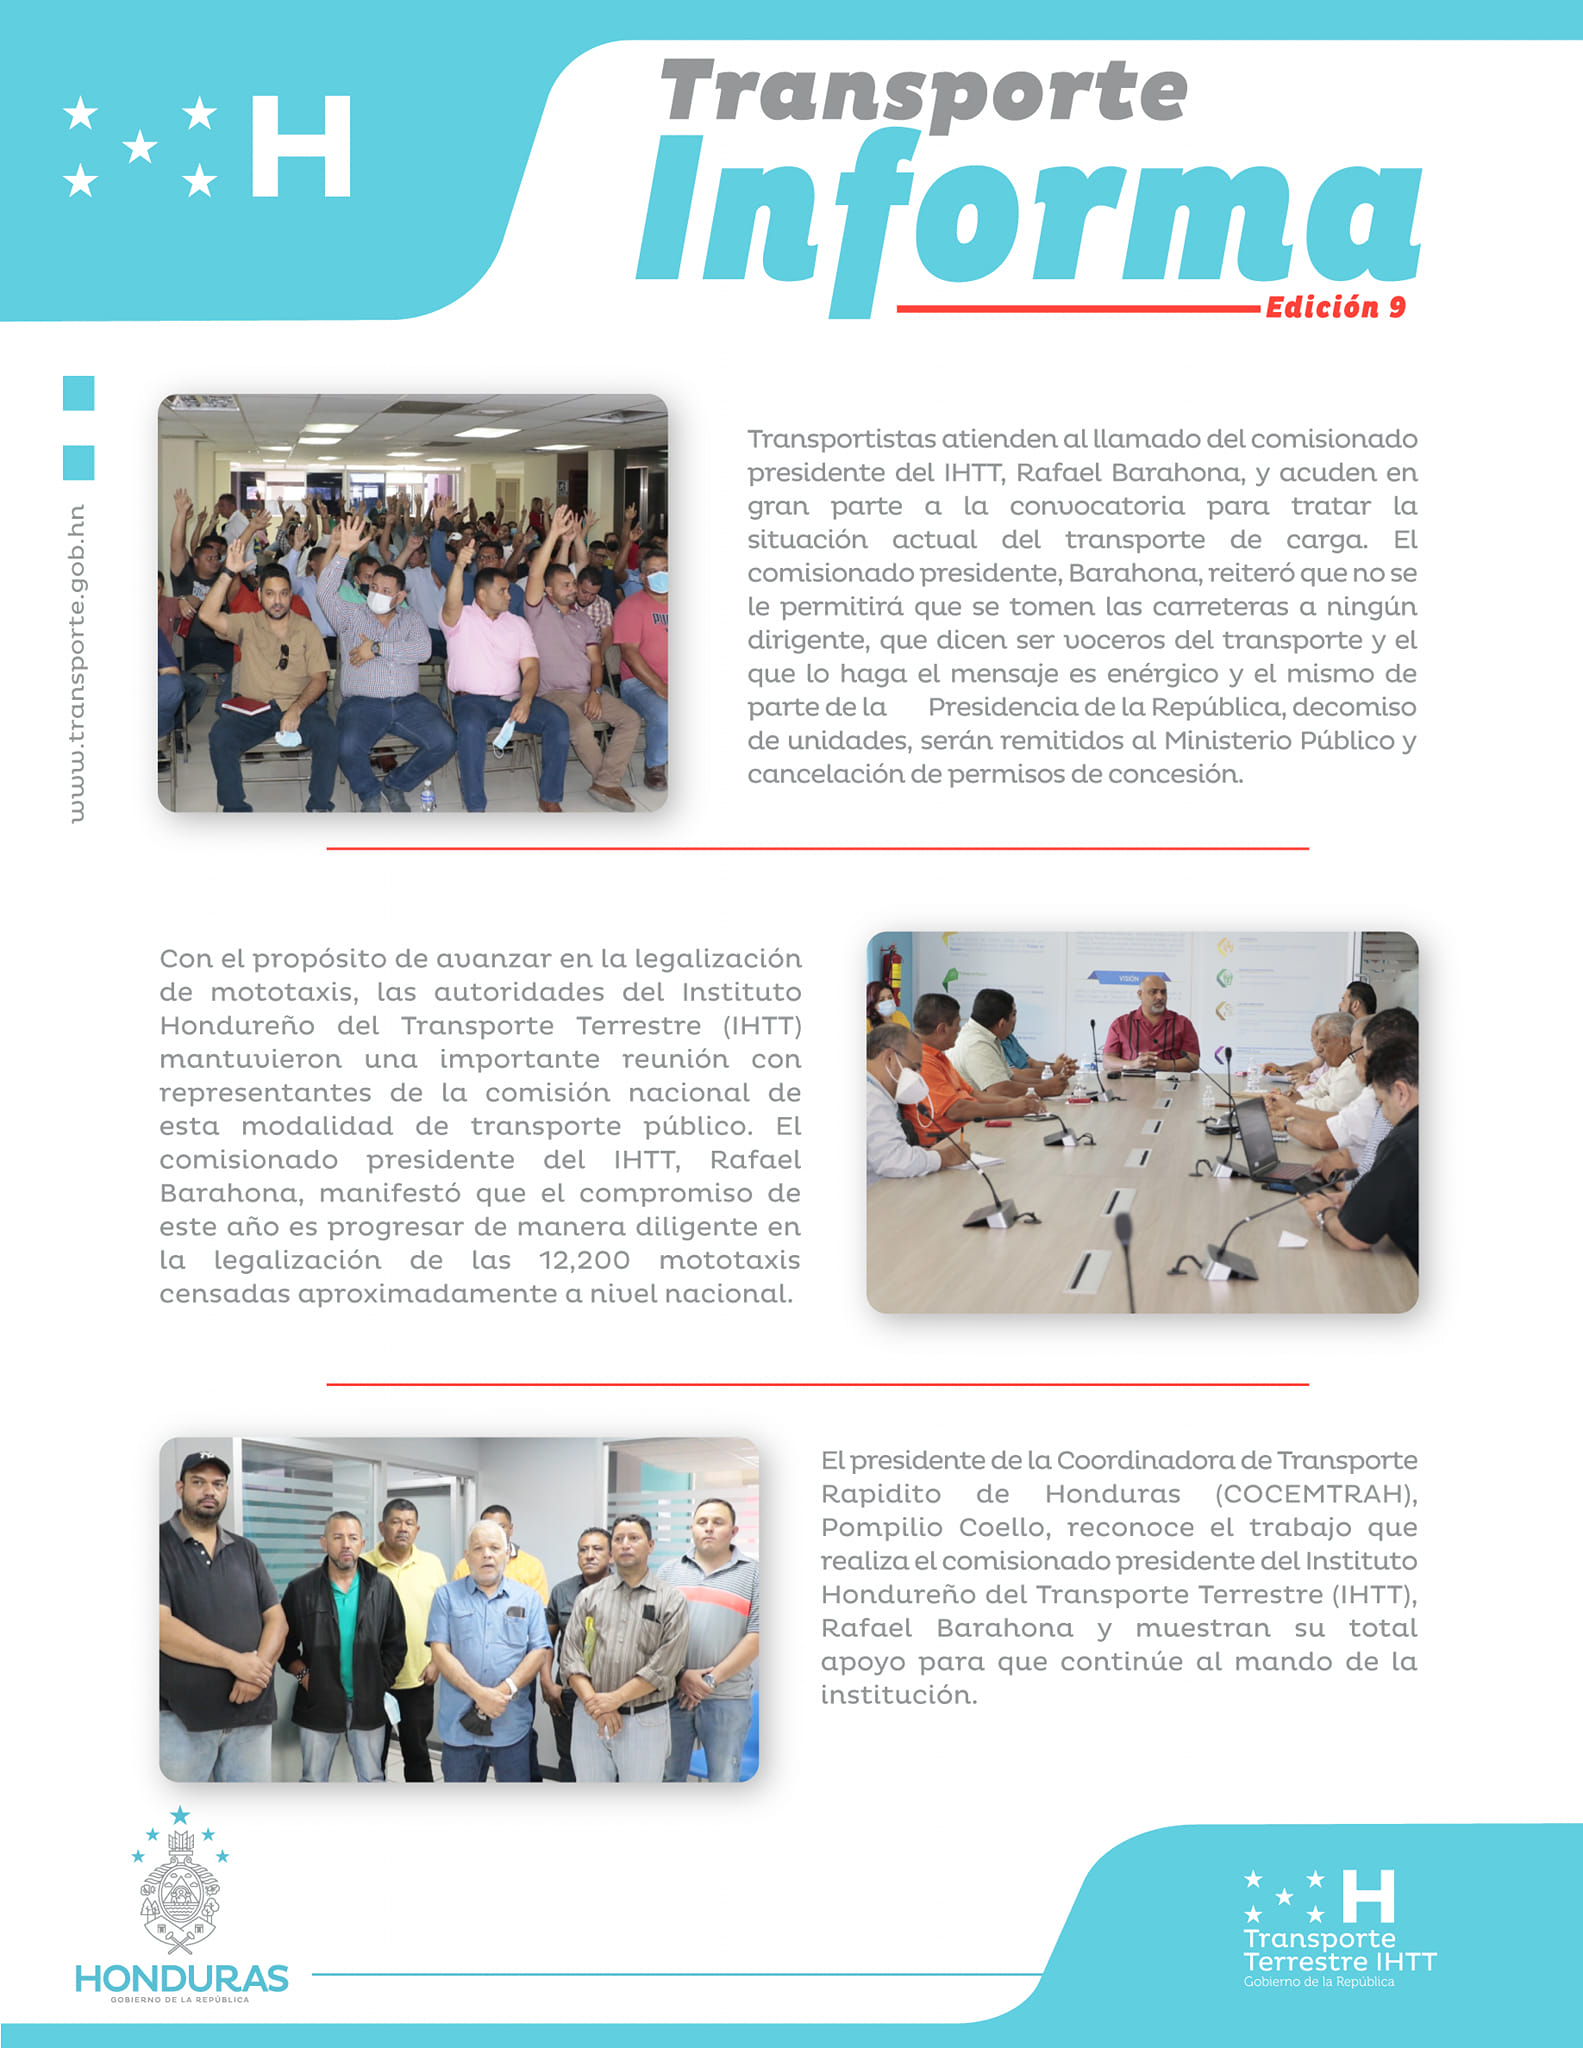 H
Transporte
Informa
Edición 9
www.transporte.gob.hn
Transportistas atienden al llamado del comisionado
presidente del IHTT, Rafael Barahona, y acuden en
gran parte a la convocatoria para tratar la
situación actual del transporte de carga. El
comisionado presidente, Barahona, reiteró que no se
le permitirá que se tomen las carreteras a ningún
dirigente, que dicen ser voceros del transporte y el
que lo haga el mensaje es enérgico y el mismo de
parte de la Presidencia de la República, decomiso
de unidades, serán remitidos al Ministerio Público y
cancelación de permisos de concesión.
Con el propósito de avanzar en la legalización
de mototaxis, las autoridades del Instituto
Hondureño del Transporte Terrestre (IHTT)
mantuvieron una importante reunión con
representantes de la comisión nacional de
esta modalidad de transporte público. El
comisionado presidente del IHTT, Rafael
Barahona, manifestó que el compromiso de
este año es progresar de manera diligente en
la legalización de las 12,200 mototaxis
censadas aproximadamente a nivel nacional.
VISIÓN
El presidente de la Coordinadora de Transporte
Rapidito de Honduras (COCEMTRAH),
Pompilio Coello, reconoce el trabajo que
realiza el comisionado presidente del Instituto
Hondureño del Transporte Terrestre (IHTT),
Rafael Barahona y muestran su total
apoyo para que continúe al mando de la
institución.
HONDURAS
GOBIERNO DE LA REPÚBLICA
H
Transporte
Terrestre IHTT
Gobierno de la República